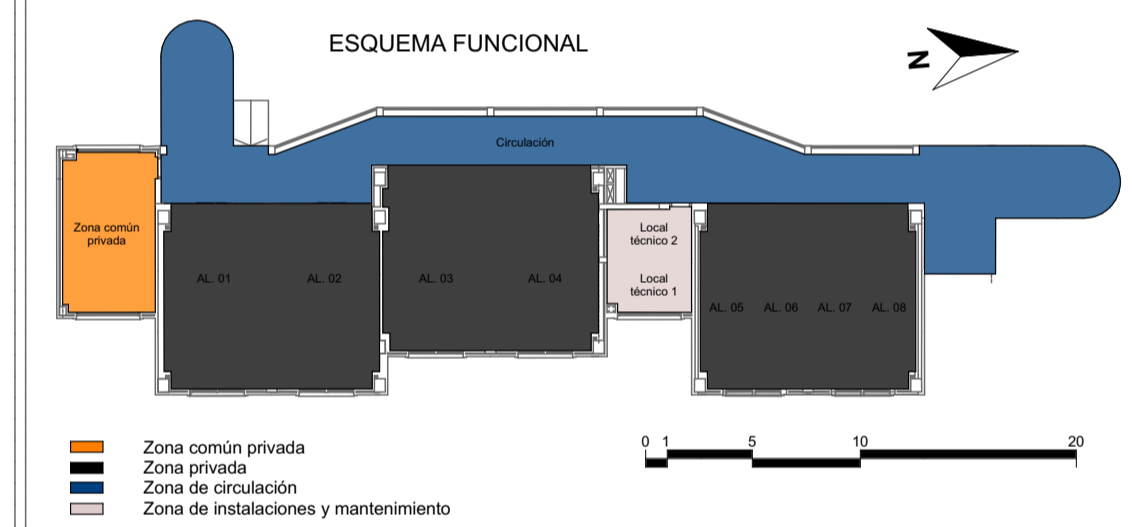 ESQUEMA FUNCIONAL
N
Circulación
Zona común
privada
AL. 01
AL. 02
AL. 03
AL. 04
Local
técnico 2
Local
técnico 1
AL. 05
AL. 06
AL. 07
AL. 08
Zona común privada
Zona privada
Zona de circulación
Zona de instalaciones y mantenimiento
0 1 5 10 20